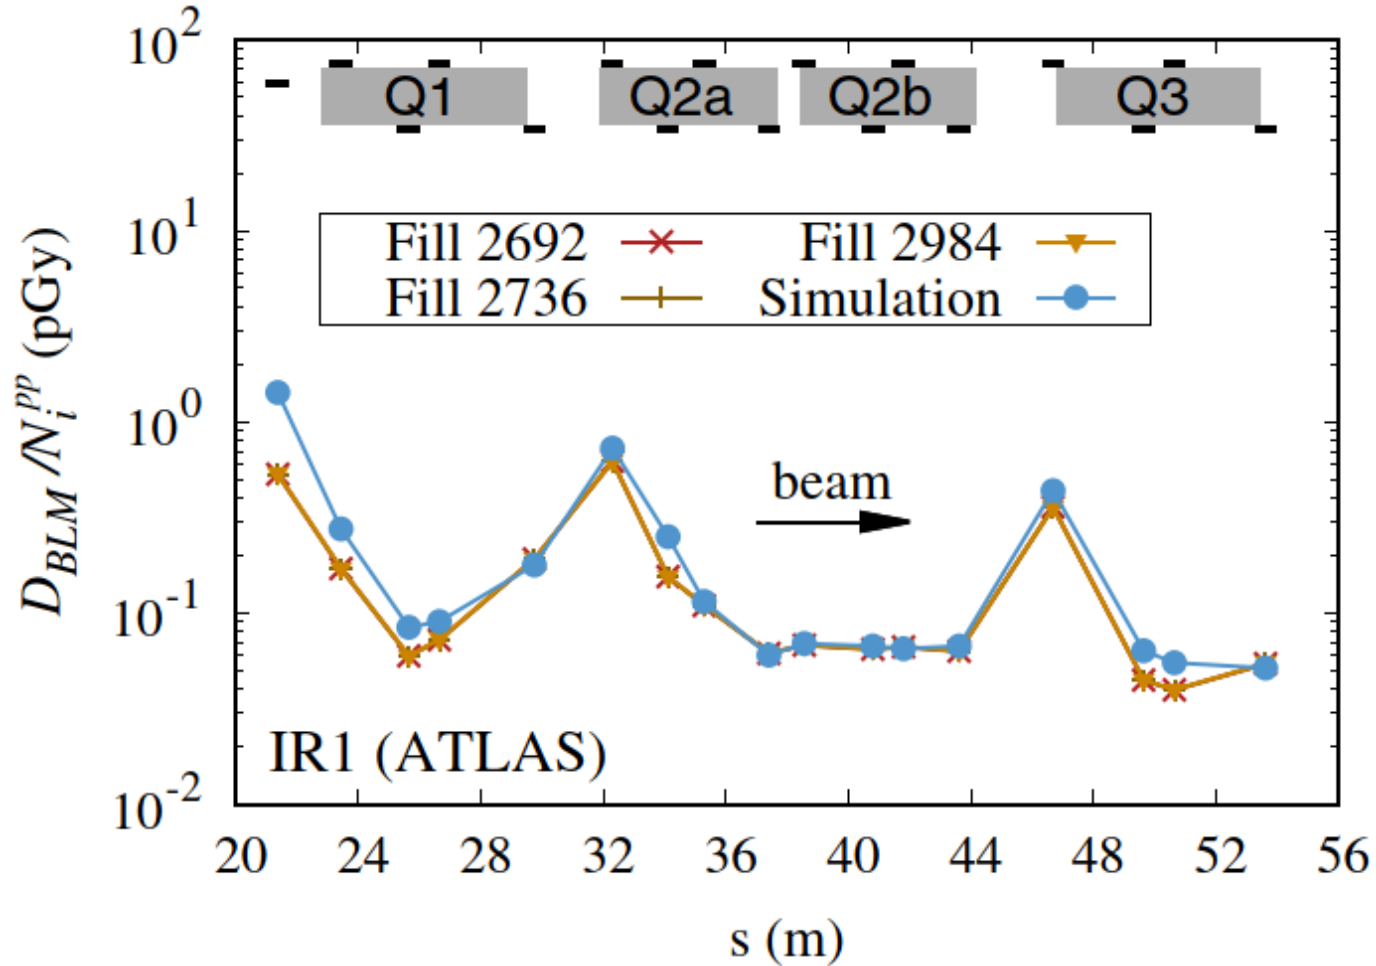 10^2
Q1 Q2a Q2b Q3
10^1
Fill 2692 Fill 2984
Fill 2736 Simulation
D_BLM/N_i^pp (pGy)
10^0
beam
10^-1
IR1 (ATLAS)
10^-2
20 24 28 32 36 40 44 48 52 56
s (m)